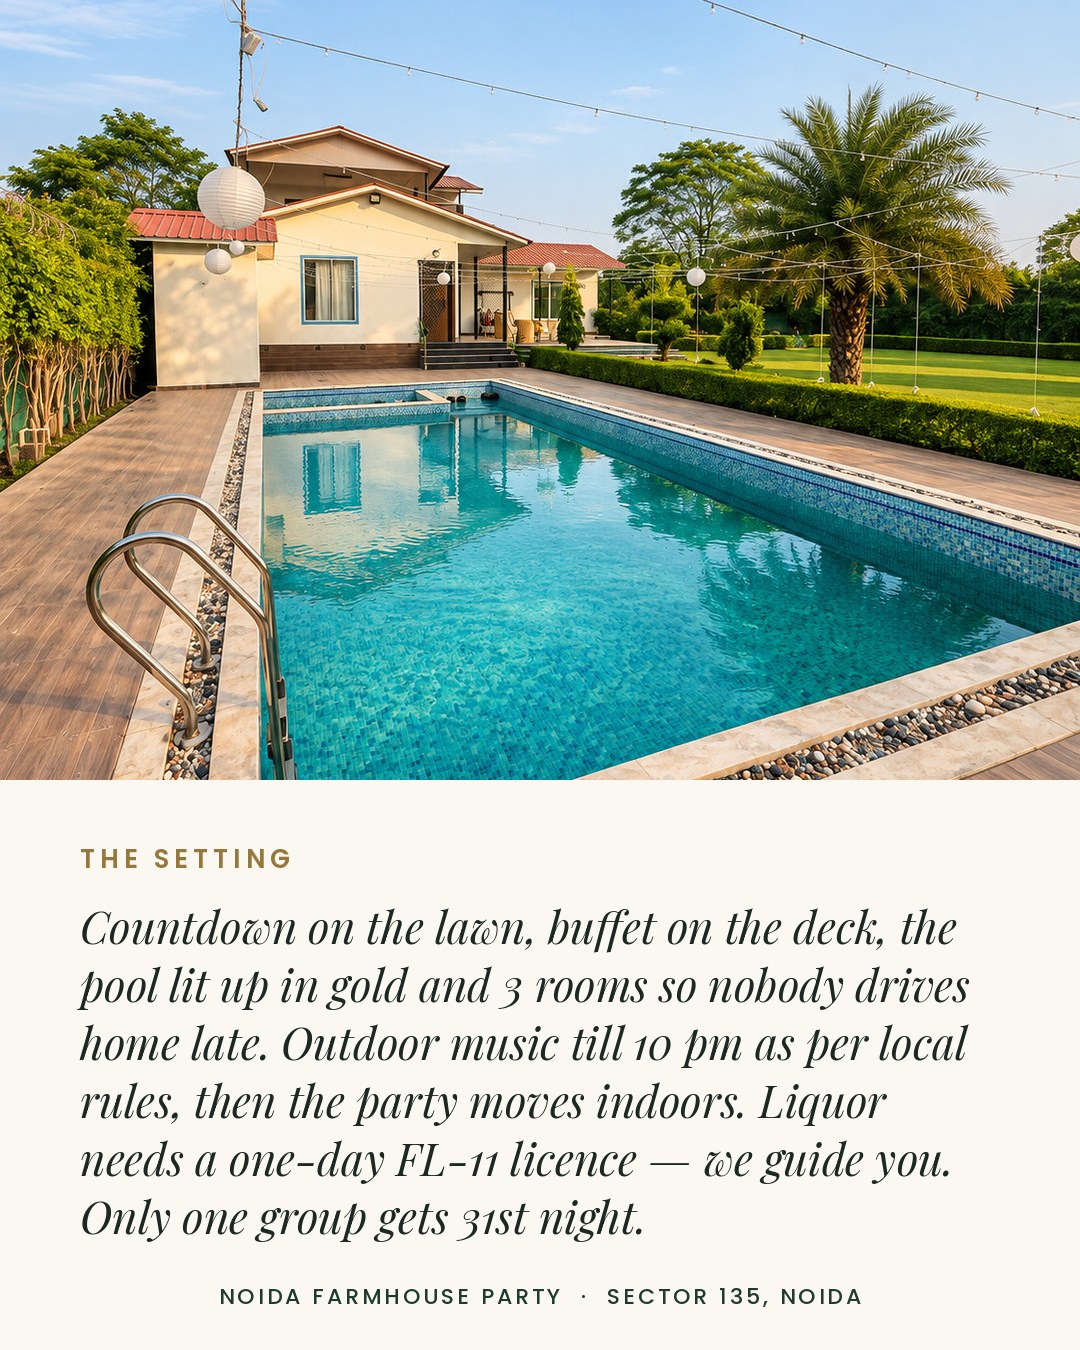 THE SETTING
Countdown on the lawn, buffet on the deck, the
pool lit up in gold and 3 rooms so nobody drives
home late. Outdoor music till 10 pm as per local
rules, then the party moves indoors. Liquor
needs a one-day FL-11 licence — we guide you.
Only one group gets 31st night.
NOIDA FARMHOUSE PARTY · SECTOR 135, NOIDA